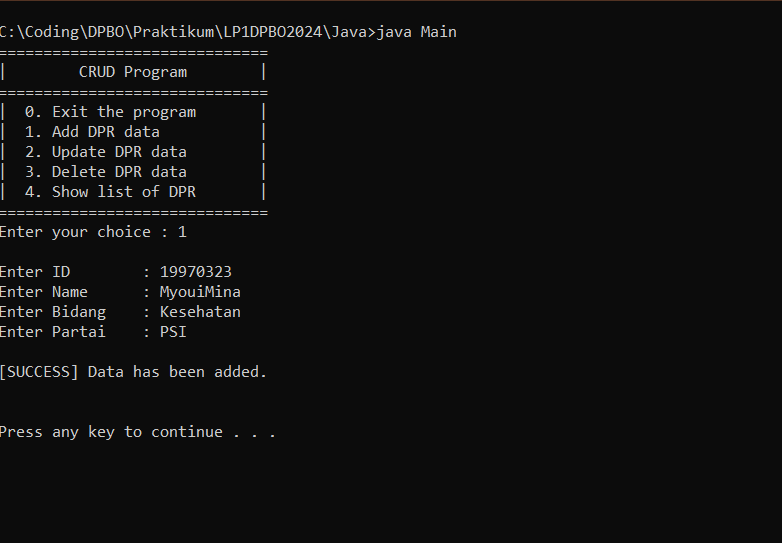 C:\Coding\DPBO\Praktikum\LP1DPBO2024\Java>java Main
==============================
|        CRUD Program        |
==============================
|  0. Exit the program       |
|  1. Add DPR data           |
|  2. Update DPR data        |
|  3. Delete DPR data        |
|  4. Show list of DPR       |
==============================
Enter your choice : 1
Enter ID        : 19970323
Enter Name      : MyouiMina
Enter Bidang    : Kesehatan
Enter Partai    : PSI
[SUCCESS] Data has been added.
Press any key to continue . . .